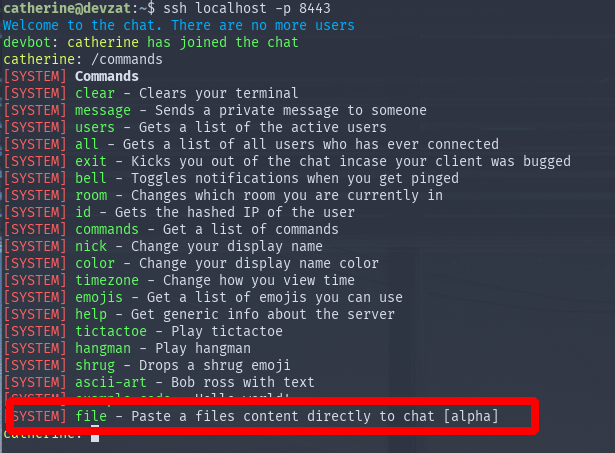 catherine@devzat:~$ ssh localhost -p 8443
Welcome to the chat. There are no more users
devbot: catherine has joined the chat
catherine: /commands
[SYSTEM] Commands
[SYSTEM] clear - Clears your terminal
[SYSTEM] message - Sends a private message to someone
[SYSTEM] users - Gets a list of the active users
[SYSTEM] all - Gets a list of all users who has ever connected
[SYSTEM] exit - Kicks you out of the chat incase your client was bugged
[SYSTEM] bell - Toggles notifications when you get pinged
[SYSTEM] room - Changes which room you are currently in
[SYSTEM] id - Gets the hashed IP of the user
[SYSTEM] commands - Get a list of commands
[SYSTEM] nick - Change your display name
[SYSTEM] color - Change your display name color
[SYSTEM] timezone - Change how you view time
[SYSTEM] emojis - Get a list of emojis you can use
[SYSTEM] help - Get generic info about the server
[SYSTEM] tictactoe - Play tictactoe
[SYSTEM] hangman - Play hangman
[SYSTEM] shrug - Drops a shrug emoji
[SYSTEM] ascii-art - Bob ross with text
[SYSTEM] example-code - Hello world!
[SYSTEM] file - Paste a files content directly to chat [alpha]
catherine: